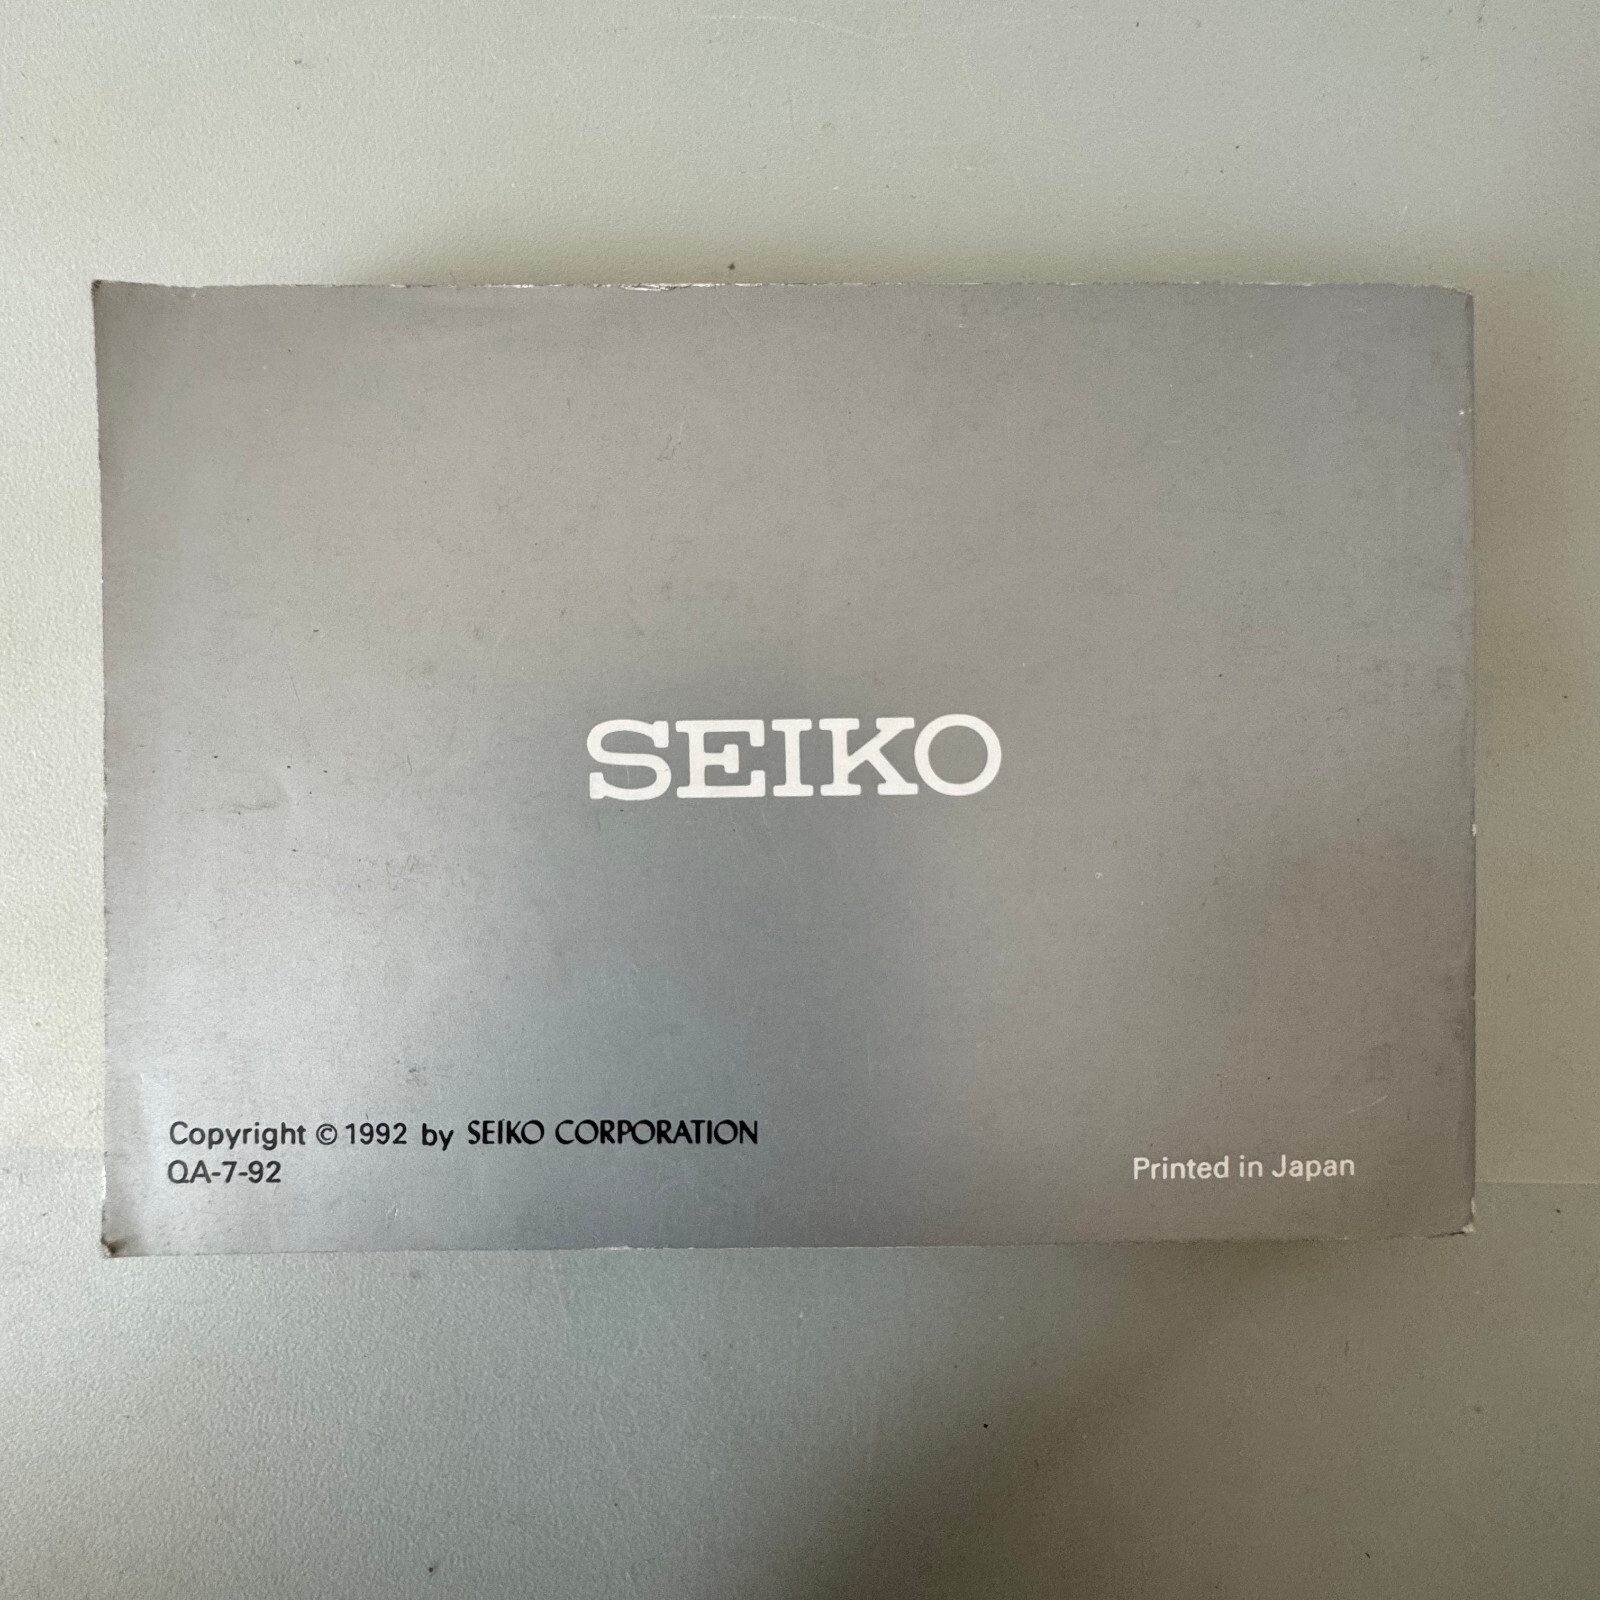 SEIKO
Copyright © 1992 by SEIKO CORPORATION
QA-7-92
Printed in Japan